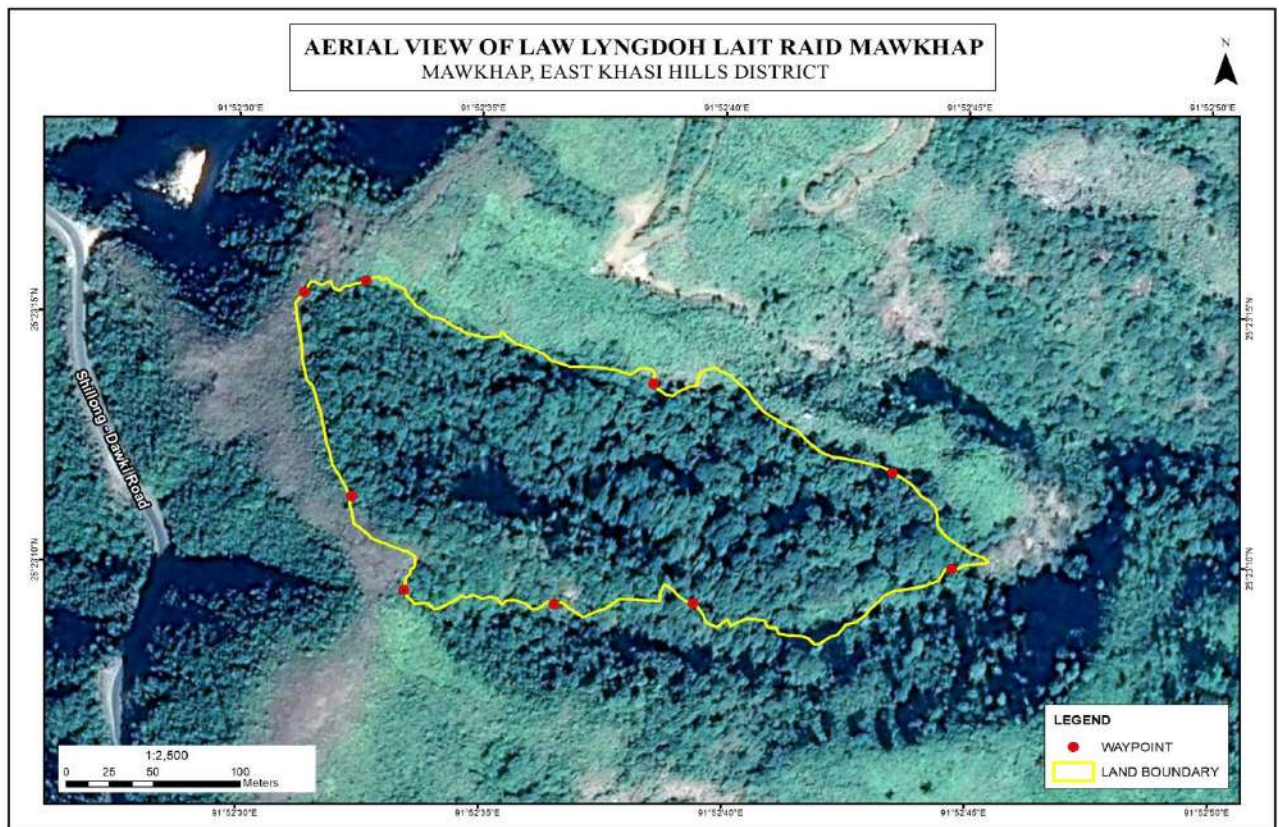 AERIAL VIEW OF LAW LYNGDOH LAIT RAID MAWKHAP
MAWKHAP, EAST KHASI HILLS DISTRICT
N
91°52'30"E 91°52'35"E 91°52'40"E 91°52'45"E 91°52'50"E
25°23'15"N 25°23'15"N
Shillong - Dawki Road
25°23'10"N 25°23'10"N
LEGEND
WAYPOINT
LAND BOUNDARY
1:2,500
0 25 50 100
Meters
91°52'30"E 91°52'35"E 91°52'40"E 91°52'45"E 91°52'50"E